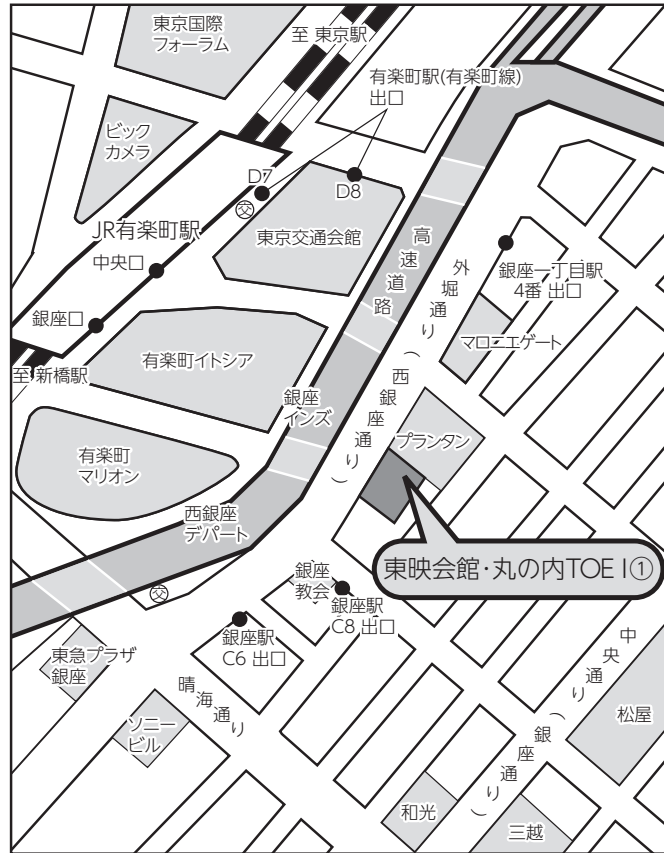 東京国際
フォーラム
至 東京駅
有楽町駅(有楽町線)
出口
ビック
カメラ
D7
D8
交
JR有楽町駅
東京交通会館
中央口
高速道路
外堀通り(西銀座通り)
銀座一丁目駅
4番 出口
銀座口
マロニエゲート
有楽町イトシア
至 新橋駅
銀座
インズ
プランタン
有楽町
マリオン
西銀座
デパート
東映会館・丸の内TOEI①
交
銀座
教会
銀座駅
C8 出口
銀座駅
C6 出口
東急プラザ
銀座
晴海通り
中央通り(銀座通り)
松屋
ソニー
ビル
和光
三越